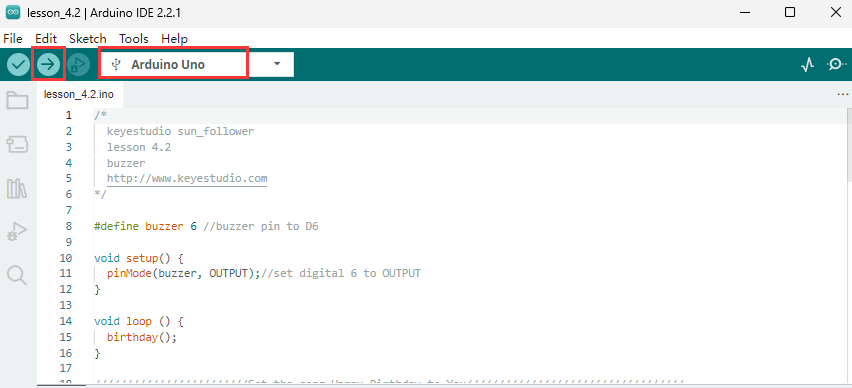 lesson_4.2 | Arduino IDE 2.2.1
File Edit Sketch Tools Help
Arduino Uno
lesson_4.2.ino
1 /*
2 keyestudio sun_follower
3 lesson 4.2
4 buzzer
5 http://www.keyestudio.com
6 */
7
8 #define buzzer 6 //buzzer pin to D6
9
10 void setup() {
11 pinMode(buzzer, OUTPUT);//set digital 6 to OUTPUT
12 }
13
14 void loop () {
15 birthday();
16 }
17